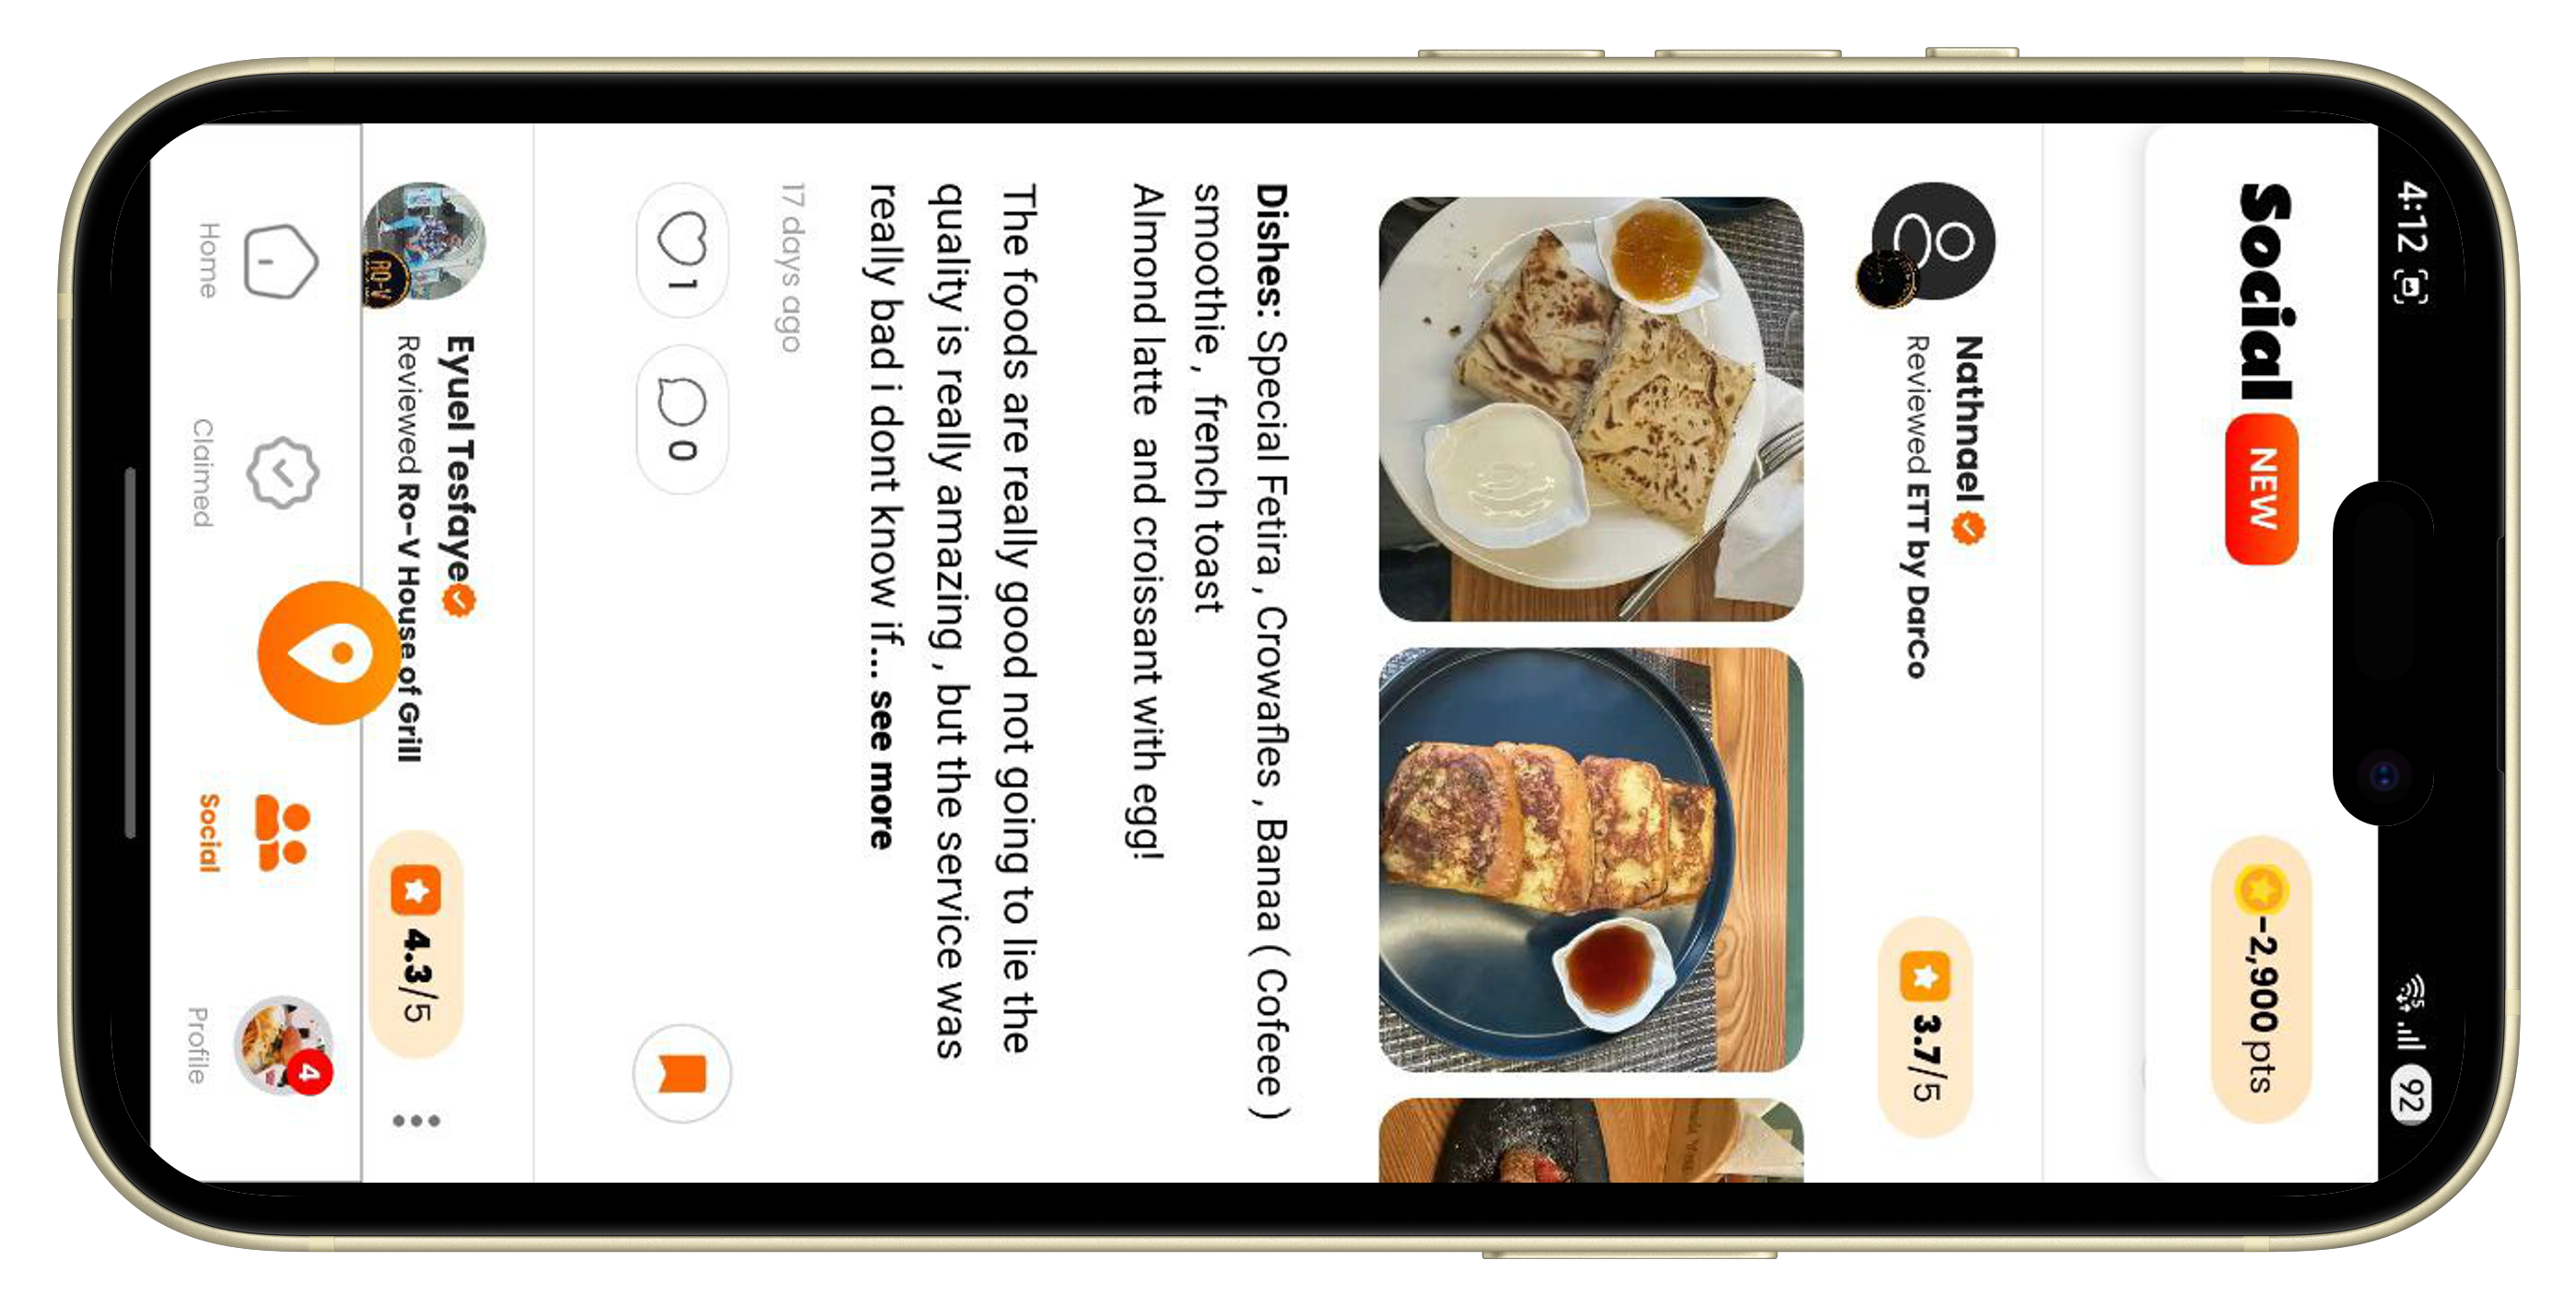 4:12
92
Social NEW
-2,900 pts
Nathnael
Reviewed ETT by DarCo
3.7/5
Dishes: Special Fetira , Crowafles , Banaa ( Cofeee )
smoothie , french toast
Almond latte and croissant with egg!
The foods are really good not going to lie the
quality is really amazing , but the service was
really bad i dont know if... see more
17 days ago
1
0
Eyuel Tesfaye
Reviewed Ro-V House of Grill
4.3/5
RO-V
Home
Claimed
Social
Profile
4